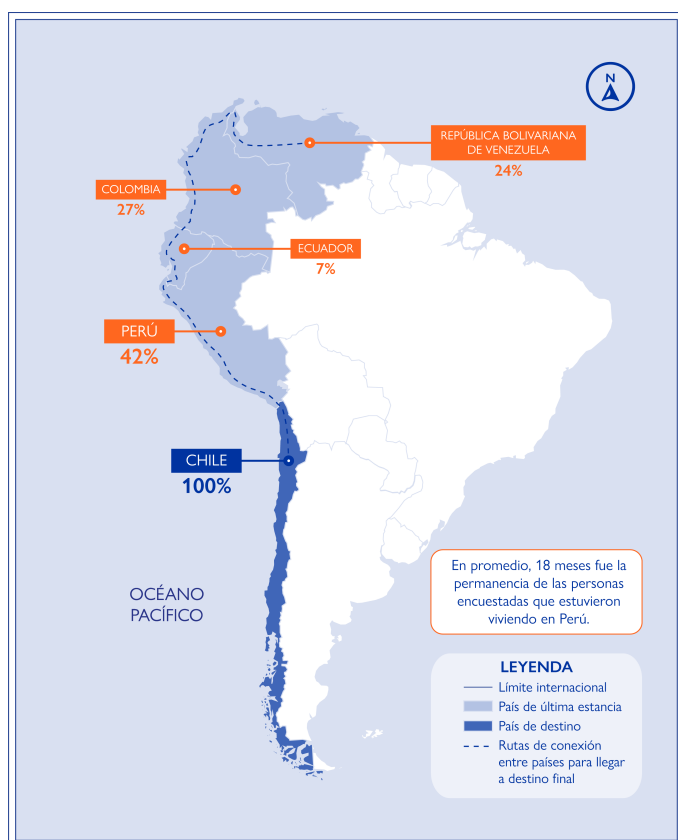 N
REPÚBLICA BOLIVARIANA
DE VENEZUELA
24%
COLOMBIA
27%
ECUADOR
7%
PERÚ
42%
CHILE
100%
OCÉANO
PACÍFICO
En promedio, 18 meses fue la
permanencia de las personas
encuestadas que estuvieron
viviendo en Perú.
LEYENDA
Límite internacional
País de última estancia
País de destino
Rutas de conexión
entre países para llegar
a destino final